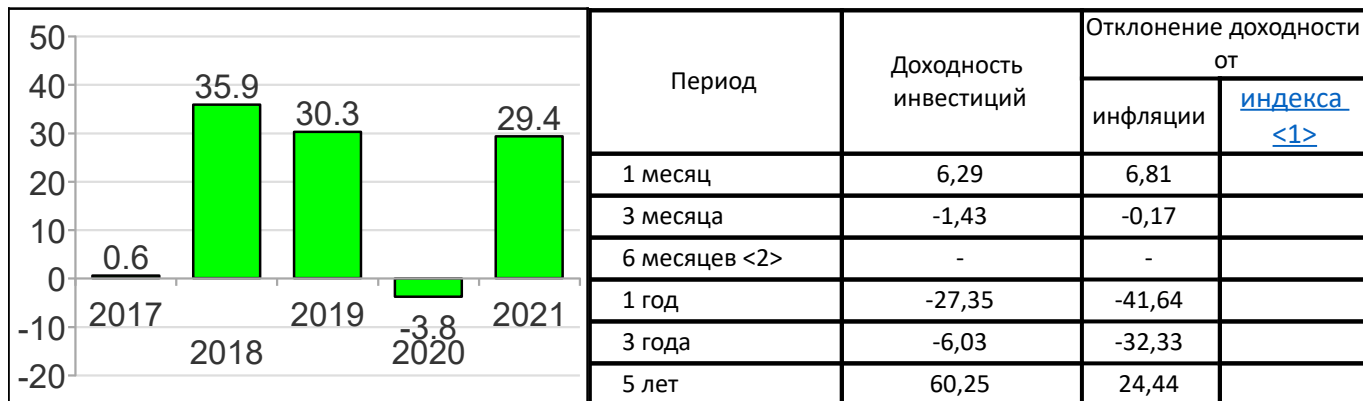 50
40
30
20
10
0
-10
-20
0.6
35.9
30.3
-3.8
29.4
2017
2018
2019
2020
2021
Период
Доходность
инвестиций
Отклонение доходности
от
инфляции
индекса
<1>
1 месяц 6,29 6,81
3 месяца -1,43 -0,17
6 месяцев <2> - -
1 год -27,35 -41,64
3 года -6,03 -32,33
5 лет 60,25 24,44